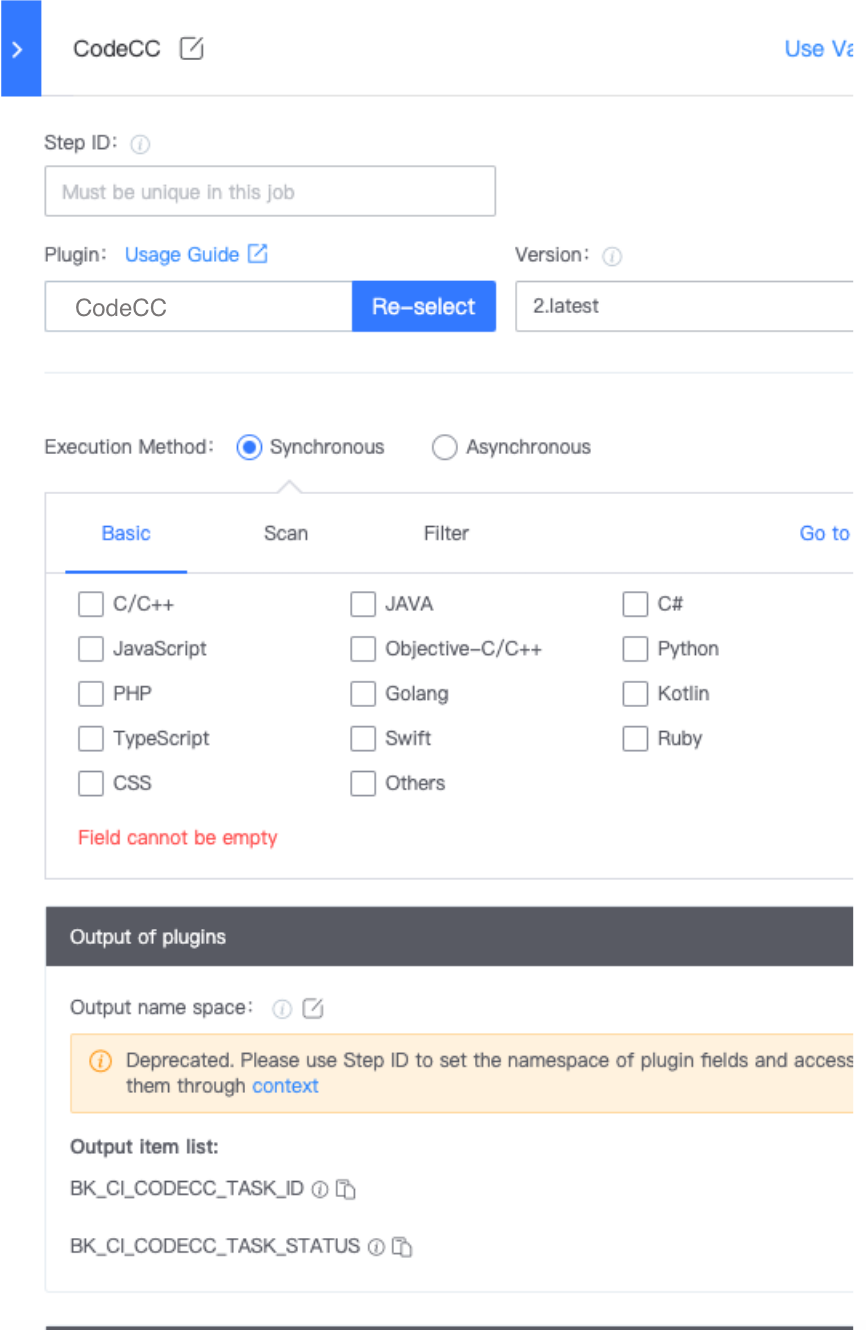 CodeCC
Use Va
Step ID:
Must be unique in this job
Plugin: Usage Guide
Version:
CodeCC
Re-select
2.latest
Execution Method: Synchronous Asynchronous
Basic Scan Filter Go to
C/C++ JAVA C#
JavaScript Objective-C/C++ Python
PHP Golang Kotlin
TypeScript Swift Ruby
CSS Others
Field cannot be empty
Output of plugins
Output name space:
Deprecated. Please use Step ID to set the namespace of plugin fields and access
them through context
Output item list:
BK_CI_CODECC_TASK_ID
BK_CI_CODECC_TASK_STATUS